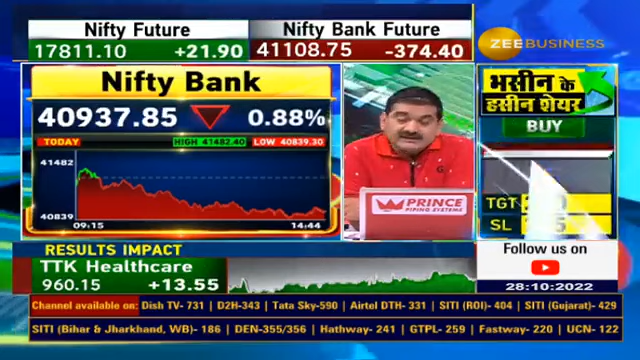 Nifty Future
17811.10 +21.90
Nifty Bank Future
41108.75 -374.40
ZEE BUSINESS
Nifty Bank
40937.85 0.88%
TODAY HIGH 41482.40 LOW 40839.30
41482
40839
09:15 14:44
PRINCE
PIPING SYSTEMS
भसीन के
हसीन शेयर
BUY
TGT
SL
RESULTS IMPACT
TTK Healthcare
960.15 +13.55
Follow us on
28:10:2022
Channel available on: Dish TV- 731 | D2H-343 | Tata Sky-590 | Airtel DTH- 331 | SITI (ROI)- 404 | SITI (Gujarat)- 429
SITI (Bihar & Jharkhand, WB)- 186 | DEN-355/356 | Hathway- 241 | GTPL- 259 | Fastway- 220 | UCN- 122